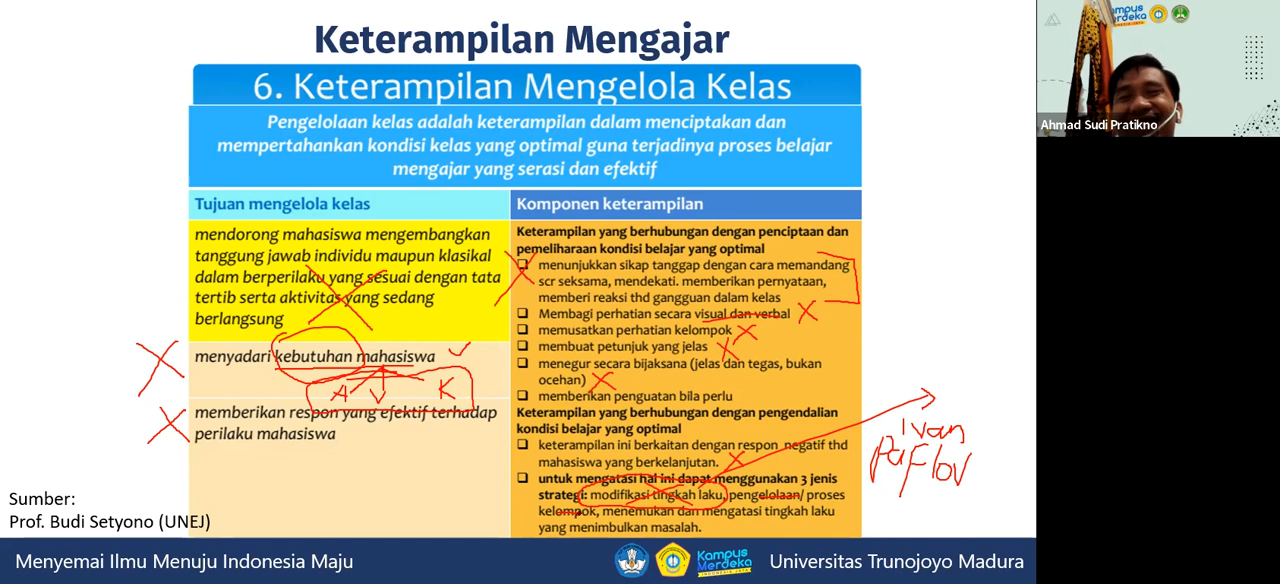 Keterampilan Mengajar
6. Keterampilan Mengelola Kelas
Pengelolaan kelas adalah keterampilan dalam menciptakan dan
mempertahankan kondisi kelas yang optimal guna terjadinya proses belajar
mengajar yang serasi dan efektif
Tujuan mengelola kelas
mendorong mahasiswa mengembangkan
tanggung jawab individu maupun klasikal
dalam berperilaku yang sesuai dengan tata
tertib serta aktivitas yang sedang
berlangsung
menyadari kebutuhan mahasiswa
A V K
memberikan respon yang efektif terhadap
perilaku mahasiswa
Komponen keterampilan
Keterampilan yang berhubungan dengan penciptaan dan
pemeliharaan kondisi belajar yang optimal
menunjukkan sikap tanggap dengan cara memandang
scr seksama, mendekati. memberikan pernyataan,
memberi reaksi thd gangguan dalam kelas
Membagi perhatian secara visual dan verbal
memusatkan perhatian kelompok
membuat petunjuk yang jelas
menegur secara bijaksana (jelas dan tegas, bukan
ocehan)
memberikan penguatan bila perlu
Keterampilan yang berhubungan dengan pengendalian
kondisi belajar yang optimal
keterampilan ini berkaitan dengan respon negatif thd
mahasiswa yang berkelanjutan.
untuk mengatasi hal ini dapat menggunakan 3 jenis
strategi: modifikasi tingkah laku, pengelolaan/ proses
kelompok, menemukan dan mengatasi tingkah laku
yang menimbulkan masalah.
Ivan
PaFlov
Sumber:
Prof. Budi Setyono (UNEJ)
Menyemai Ilmu Menuju Indonesia Maju
Kampus
Merdeka
INDONESIA JAYA
Universitas Trunojoyo Madura
Kampus
Merdeka
Ahmad Sudi Pratikno